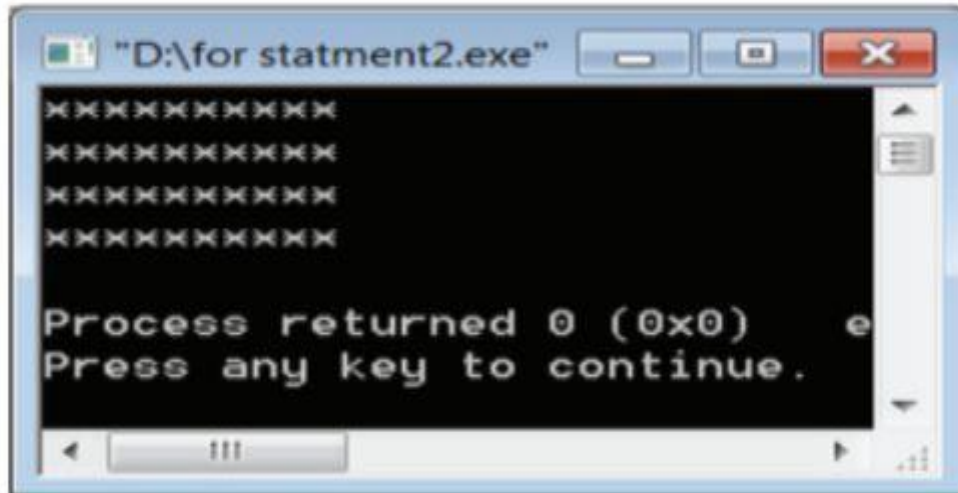 "D:\for statment2.exe"
**********
**********
**********
**********
Process returned 0 (0x0) e
Press any key to continue.